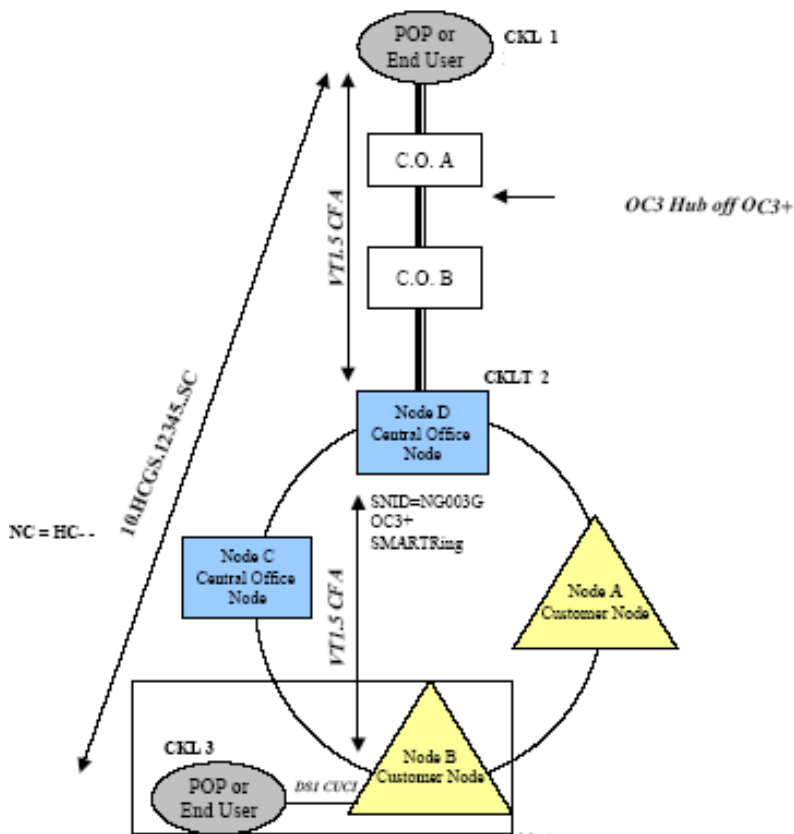 POP or
End User
CKL 1
C.O. A
OC3 Hub off OC3+
VT1.5 CFA
C.O. B
CKLT 2
Node D
Central Office
Node
10.HCGS.12345..SC
SNID=NG003G
OC3+
SMARTRing
NC = HC- -
Node C
Central Office
Node
VT1.5 CFA
Node A
Customer Node
CKL 3
Node B
Customer Node
POP or
End User
DS1 CUCI